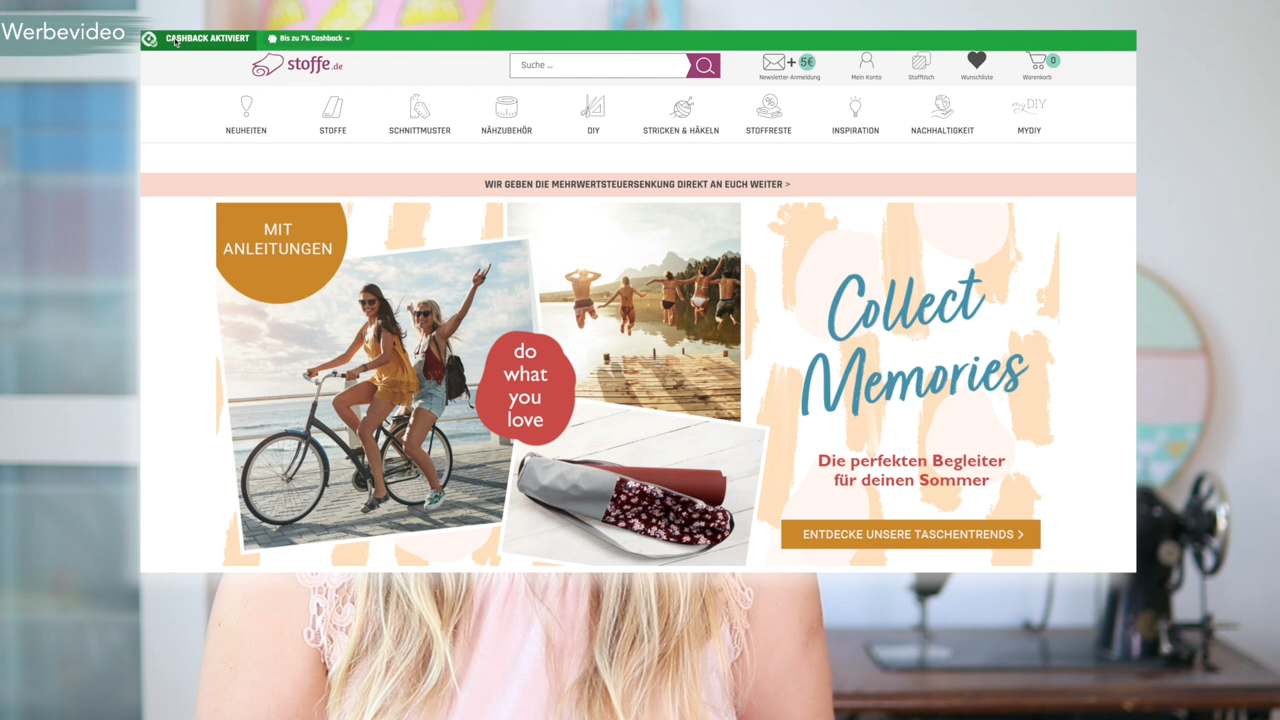 Werbevideo
CASHBACK AKTIVIERT
Bis zu 7% Cashback
stoffe.de
Suche ...
+ 5€
Newsletter-Anmeldung
Mein Konto
Stofftisch
Wunschliste
0
Warenkorb
NEUHEITEN
STOFFE
SCHNITTMUSTER
NÄHZUBEHÖR
DIY
STRICKEN & HÄKELN
%
STOFFRESTE
INSPIRATION
NACHHALTIGKEIT
myDIY
MYDIY
WIR GEBEN DIE MEHRWERTSTEUERSENKUNG DIREKT AN EUCH WEITER >
MIT
ANLEITUNGEN
do
what
you
love
Collect
Memories
Die perfekten Begleiter
für deinen Sommer
ENTDECKE UNSERE TASCHENTRENDS >